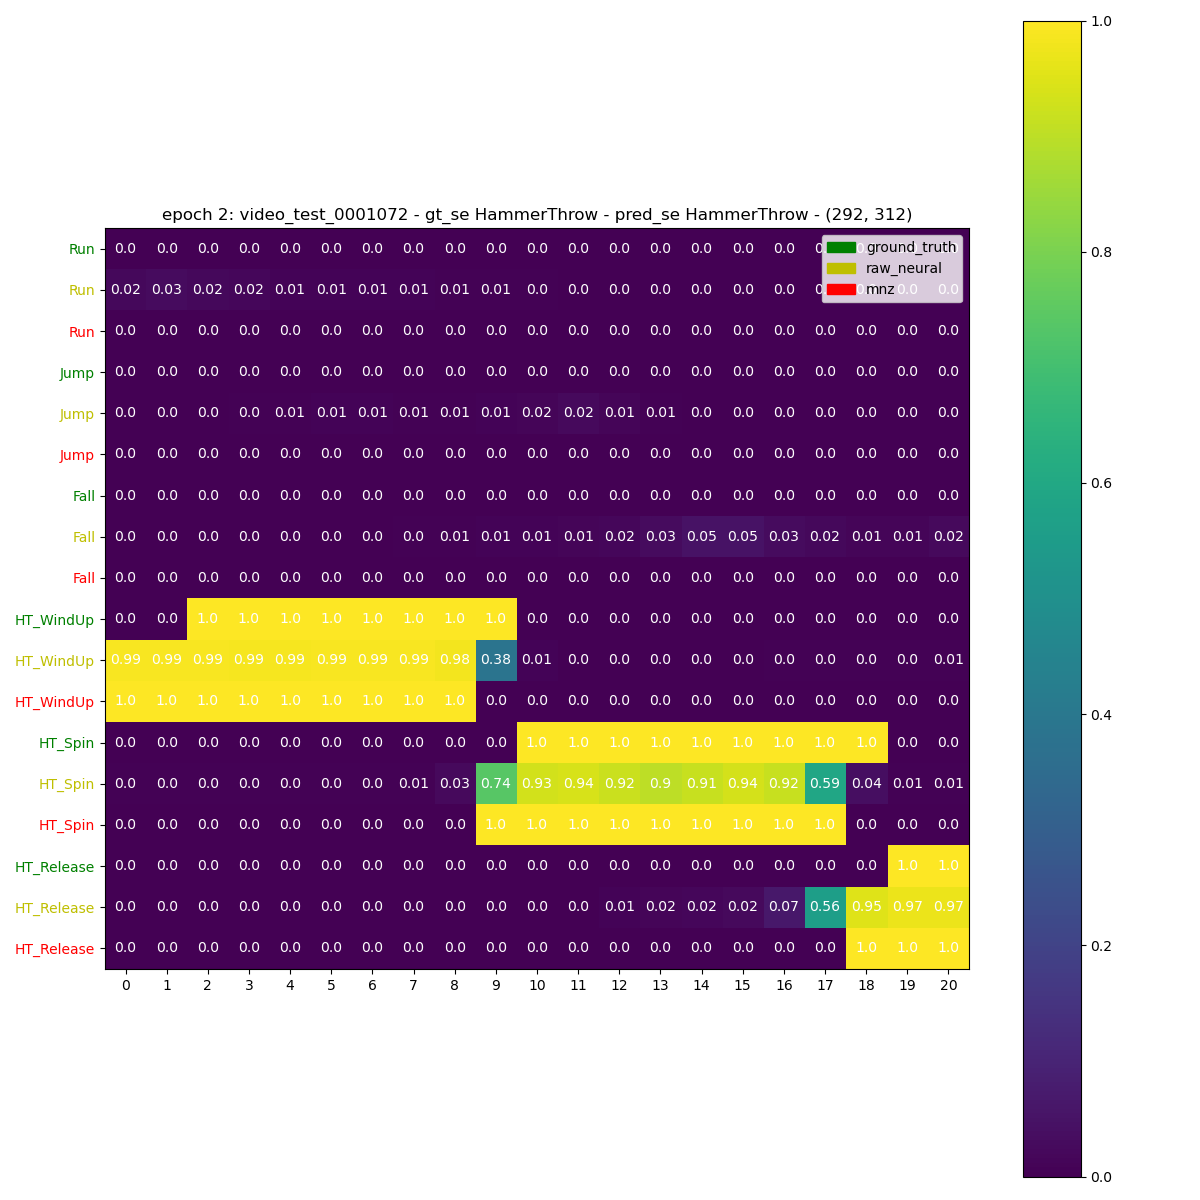 epoch 2: video_test_0001072 - gt_se HammerThrow - pred_se HammerThrow - (292, 312)
Run 0.0 0.0 0.0 0.0 0.0 0.0 0.0 0.0 0.0 0.0 0.0 0.0 0.0 0.0 0.0 0.0 0.0
Run 0.02 0.03 0.02 0.02 0.01 0.01 0.01 0.01 0.01 0.01 0.0 0.0 0.0 0.0 0.0 0.0 0.0
ground_truth
raw_neural
mnz
Run 0.0 0.0 0.0 0.0 0.0 0.0 0.0 0.0 0.0 0.0 0.0 0.0 0.0 0.0 0.0 0.0 0.0 0.0 0.0 0.0 0.0
Jump 0.0 0.0 0.0 0.0 0.0 0.0 0.0 0.0 0.0 0.0 0.0 0.0 0.0 0.0 0.0 0.0 0.0 0.0 0.0 0.0 0.0
Jump 0.0 0.0 0.0 0.0 0.01 0.01 0.01 0.01 0.01 0.01 0.02 0.02 0.01 0.01 0.0 0.0 0.0 0.0 0.0 0.0 0.0
Jump 0.0 0.0 0.0 0.0 0.0 0.0 0.0 0.0 0.0 0.0 0.0 0.0 0.0 0.0 0.0 0.0 0.0 0.0 0.0 0.0 0.0
Fall 0.0 0.0 0.0 0.0 0.0 0.0 0.0 0.0 0.0 0.0 0.0 0.0 0.0 0.0 0.0 0.0 0.0 0.0 0.0 0.0 0.0
Fall 0.0 0.0 0.0 0.0 0.0 0.0 0.0 0.0 0.01 0.01 0.01 0.01 0.02 0.03 0.05 0.05 0.03 0.02 0.01 0.01 0.02
Fall 0.0 0.0 0.0 0.0 0.0 0.0 0.0 0.0 0.0 0.0 0.0 0.0 0.0 0.0 0.0 0.0 0.0 0.0 0.0 0.0 0.0
HT_WindUp 0.0 0.0 1.0 1.0 1.0 1.0 1.0 1.0 1.0 1.0 0.0 0.0 0.0 0.0 0.0 0.0 0.0 0.0 0.0 0.0 0.0
HT_WindUp 0.99 0.99 0.99 0.99 0.99 0.99 0.99 0.99 0.98 0.38 0.01 0.0 0.0 0.0 0.0 0.0 0.0 0.0 0.0 0.0 0.01
HT_WindUp 1.0 1.0 1.0 1.0 1.0 1.0 1.0 1.0 1.0 0.0 0.0 0.0 0.0 0.0 0.0 0.0 0.0 0.0 0.0 0.0 0.0
HT_Spin 0.0 0.0 0.0 0.0 0.0 0.0 0.0 0.0 0.0 0.0 1.0 1.0 1.0 1.0 1.0 1.0 1.0 1.0 1.0 0.0 0.0
HT_Spin 0.0 0.0 0.0 0.0 0.0 0.0 0.0 0.01 0.03 0.74 0.93 0.94 0.92 0.9 0.91 0.94 0.92 0.59 0.04 0.01 0.01
HT_Spin 0.0 0.0 0.0 0.0 0.0 0.0 0.0 0.0 0.0 1.0 1.0 1.0 1.0 1.0 1.0 1.0 1.0 1.0 0.0 0.0 0.0
HT_Release 0.0 0.0 0.0 0.0 0.0 0.0 0.0 0.0 0.0 0.0 0.0 0.0 0.0 0.0 0.0 0.0 0.0 0.0 0.0 1.0 1.0
HT_Release 0.0 0.0 0.0 0.0 0.0 0.0 0.0 0.0 0.0 0.0 0.0 0.0 0.01 0.02 0.02 0.02 0.07 0.56 0.95 0.97 0.97
HT_Release 0.0 0.0 0.0 0.0 0.0 0.0 0.0 0.0 0.0 0.0 0.0 0.0 0.0 0.0 0.0 0.0 0.0 0.0 1.0 1.0 1.0
0 1 2 3 4 5 6 7 8 9 10 11 12 13 14 15 16 17 18 19 20
1.0
0.8
0.6
0.4
0.2
0.0